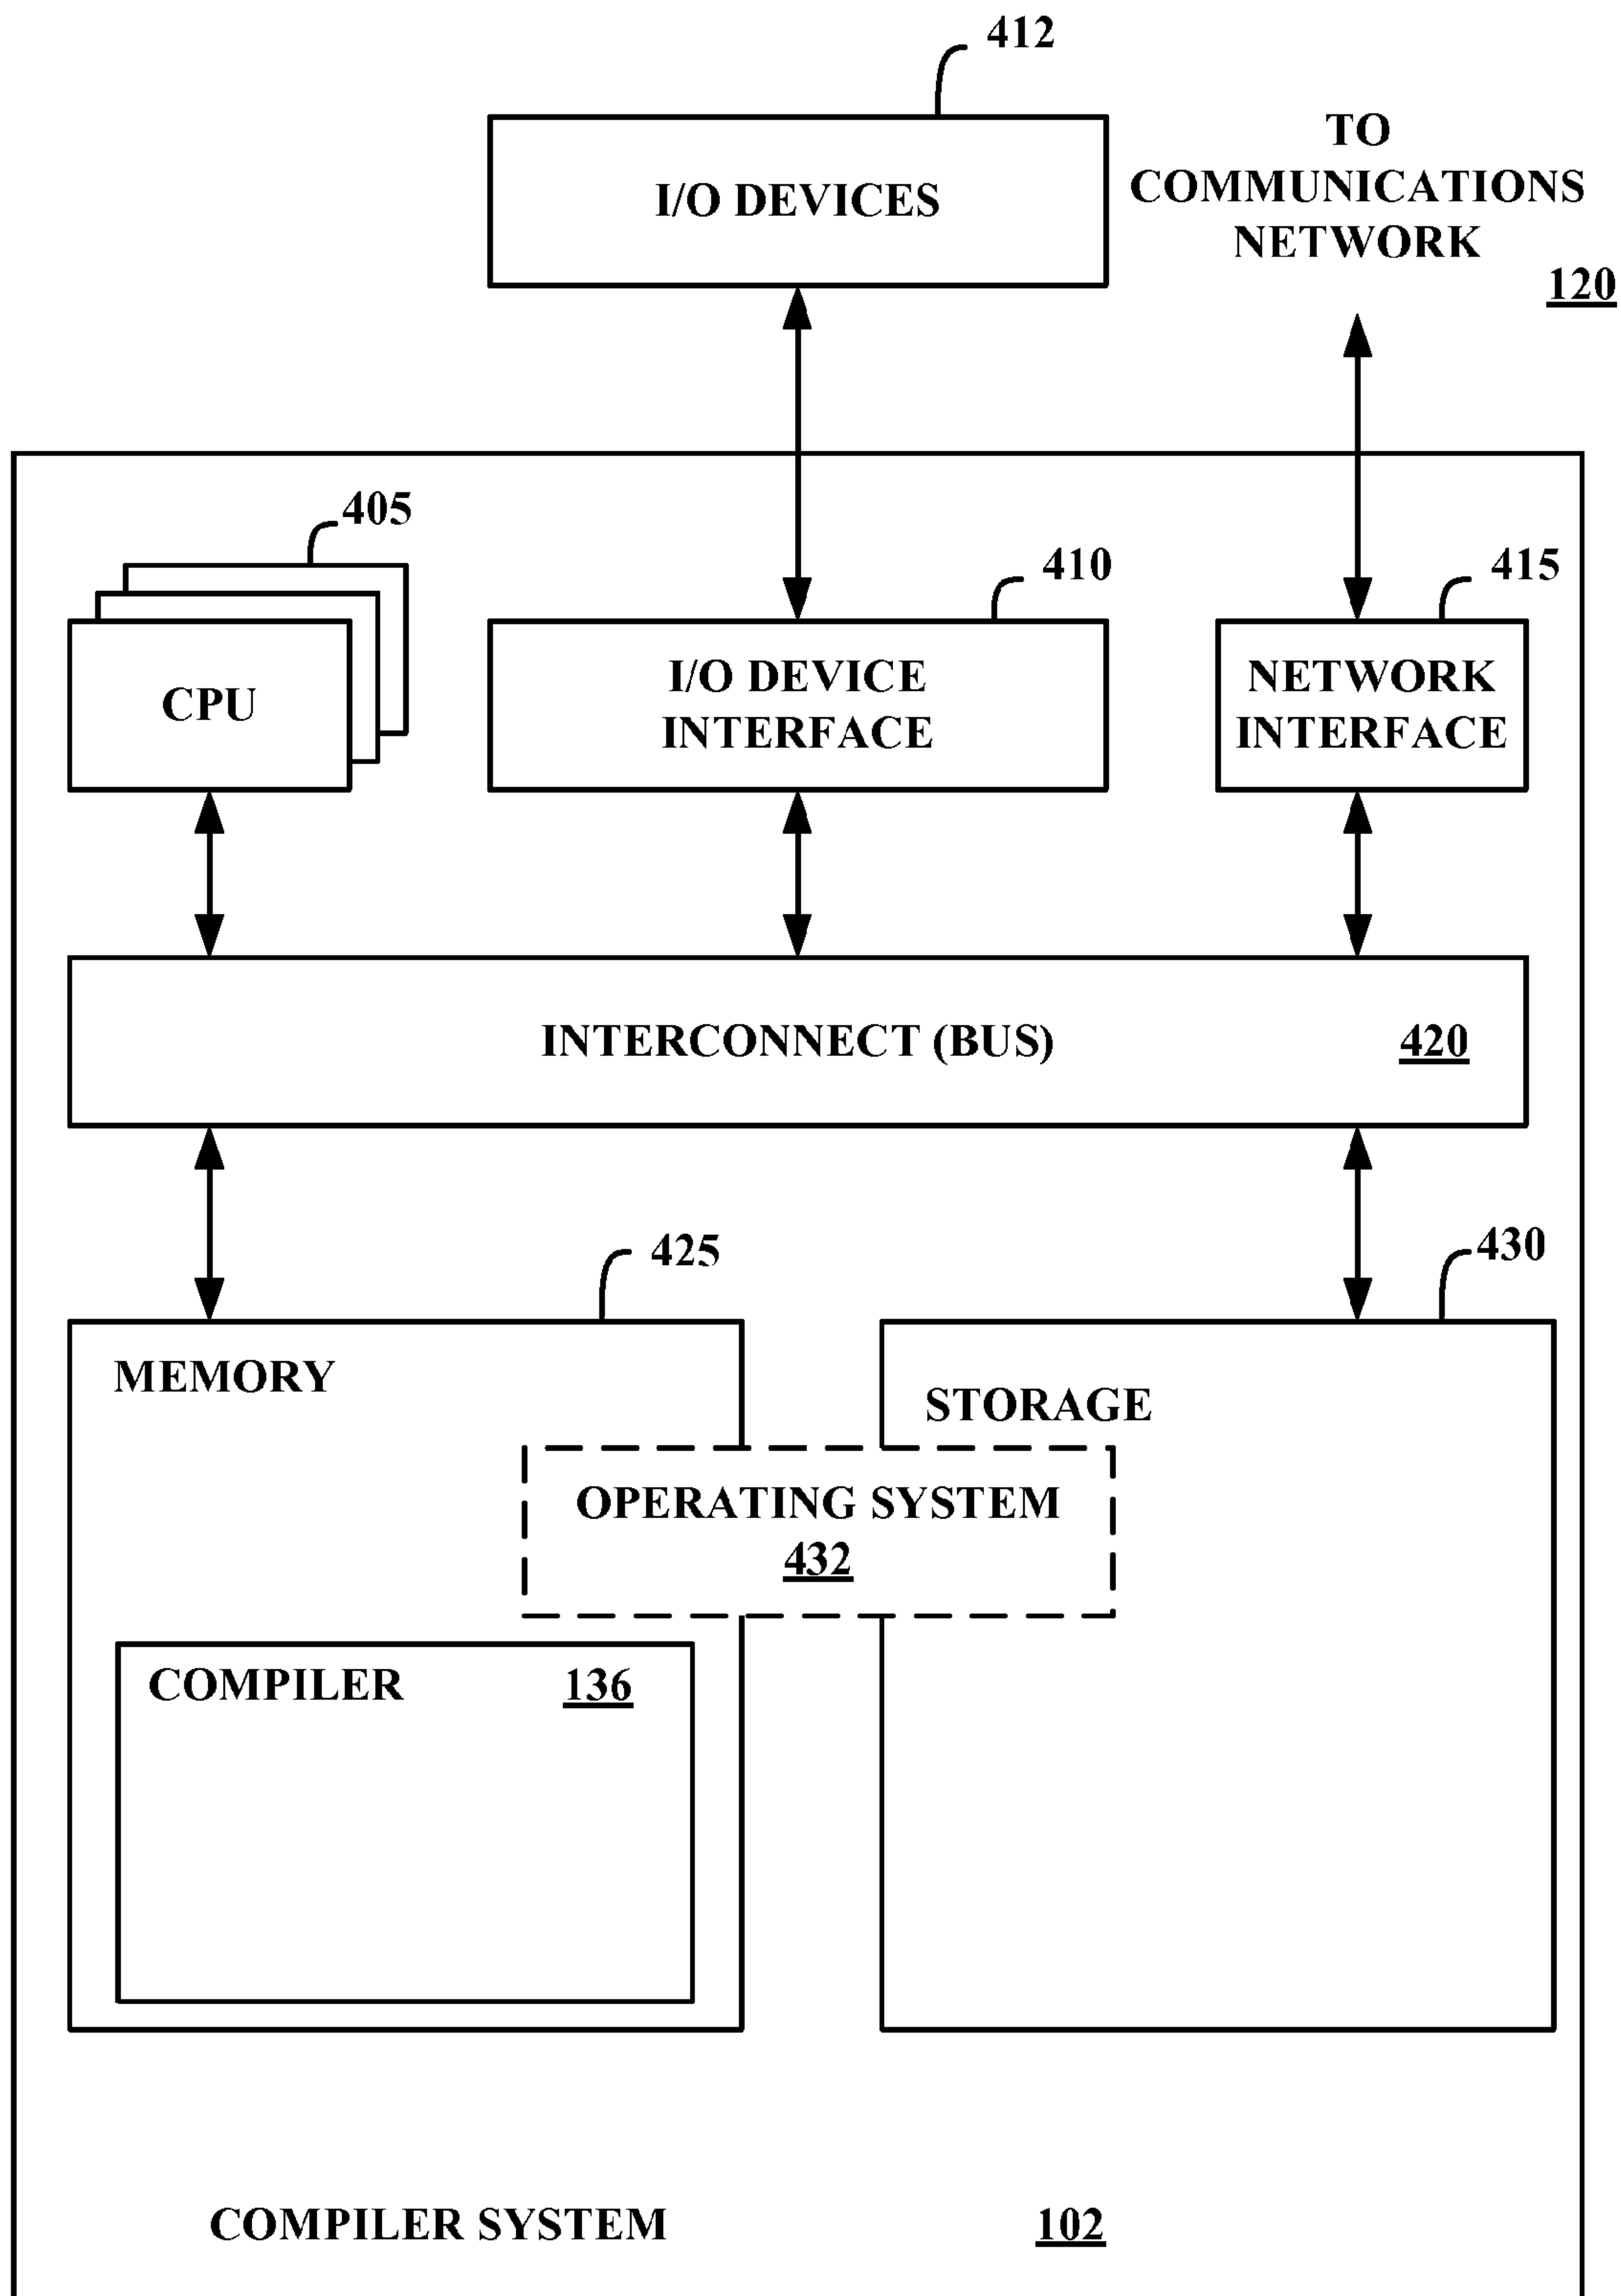 412
I/O DEVICES
TO
COMMUNICATIONS
NETWORK
120
405
CPU
410
I/O DEVICE
INTERFACE
415
NETWORK
INTERFACE
INTERCONNECT (BUS) 420
425
MEMORY
430
STORAGE
OPERATING SYSTEM
432
COMPILER 136
COMPILER SYSTEM 102